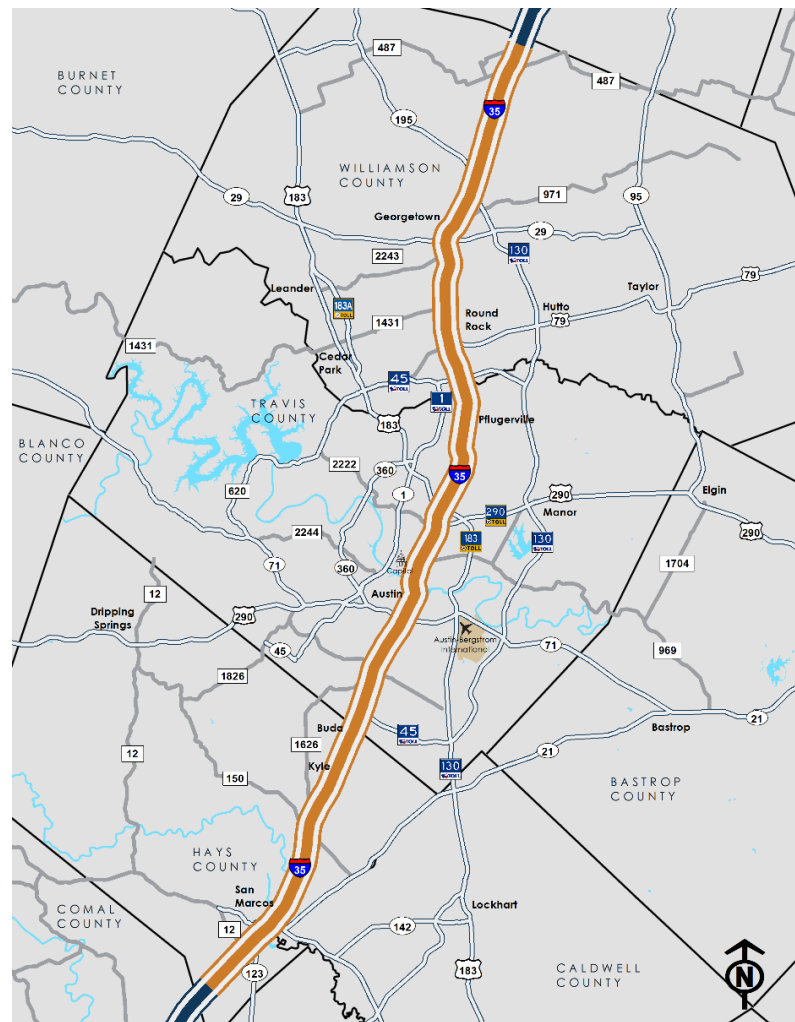 487
BURNET
COUNTY
487
35
195
WILLIAMSON
COUNTY
183
971
29
95
Georgetown
29
130
TOLL
2243
79
Leander
Taylor
183A
TOLL
Hutto
Round
Rock
1431
79
1431
Cedar
Park
45
TOLL
1
TOLL
TRAVIS
COUNTY
Pflugerville
183
BLANCO
COUNTY
2222
360
35
620
1
Elgin
290
290
TOLL
Manor
2244
290
183
TOLL
130
TOLL
71
360
Capitol
1704
12
Austin
Dripping
Springs
290
Austin-Bergstrom
International
71
45
969
1826
21
Buda
45
TOLL
Bastrop
1626
12
21
Kyle
130
TOLL
150
BASTROP
COUNTY
HAYS
COUNTY
35
San
Marcos
Lockhart
COMAL
COUNTY
12
142
123
183
CALDWELL
COUNTY
N